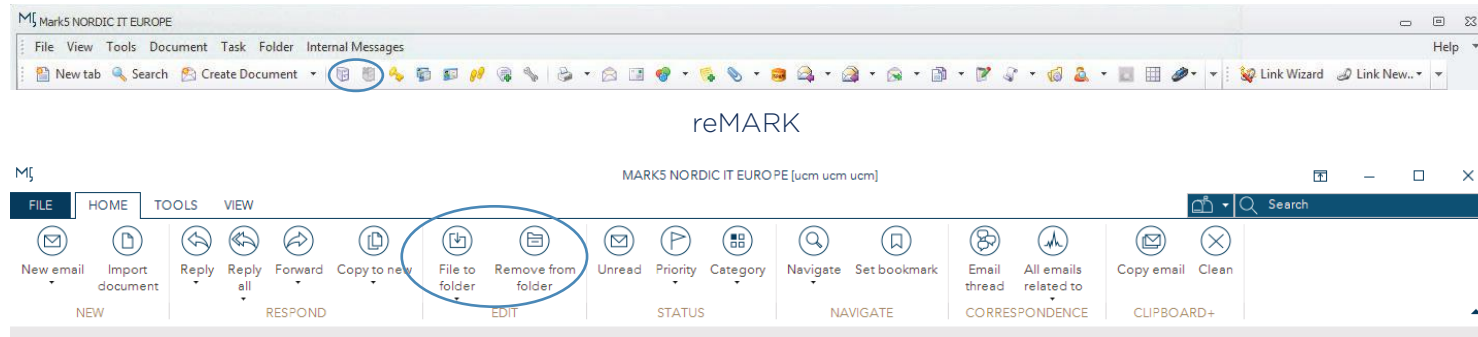 M5 Mark5 NORDIC IT EUROPE
File View Tools Document Task Folder Internal Messages Help
New tab Search Create Document Link Wizard Link New..
reMARK
M5 MARK5 NORDIC IT EUROPE [ucm ucm ucm]
FILE HOME TOOLS VIEW Search
New email Import document Reply Reply all Forward Copy to new File to folder Remove from folder Unread Priority Category Navigate Set bookmark Email thread All emails related to Copy email Clean
NEW RESPOND EDIT STATUS NAVIGATE CORRESPONDENCE CLIPBOARD+